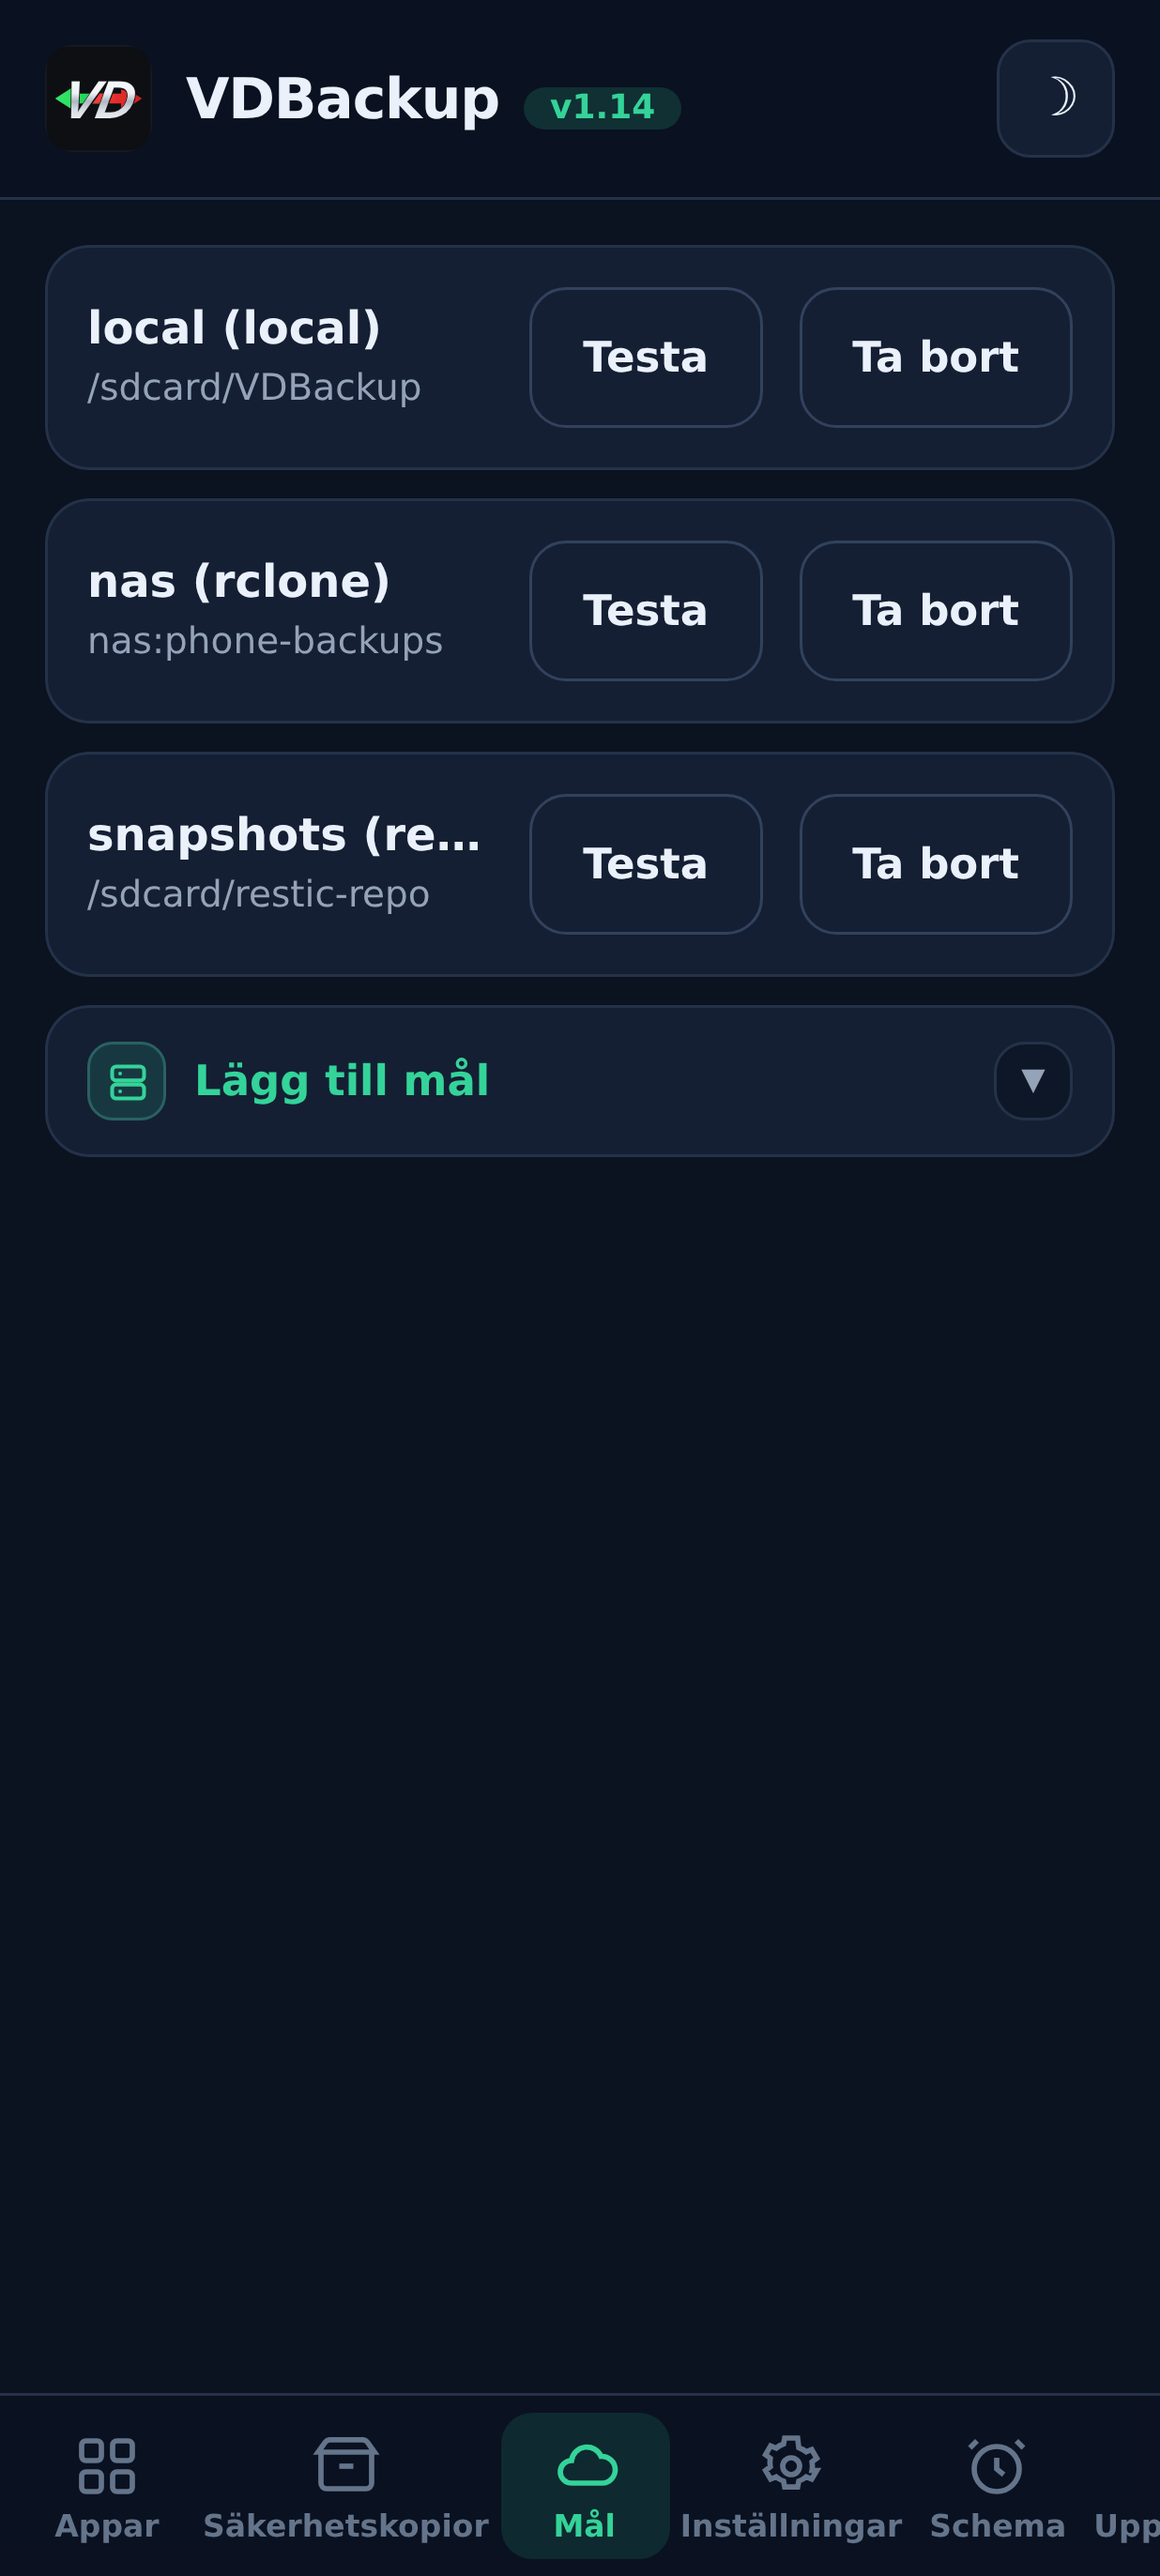 VD
VDBackup v1.14
local (local)
/sdcard/VDBackup
Testa
Ta bort
nas (rclone)
nas:phone-backups
Testa
Ta bort
snapshots (re...
/sdcard/restic-repo
Testa
Ta bort
Lägg till mål
Appar
Säkerhetskopior
Mål
Inställningar
Schema
Upp